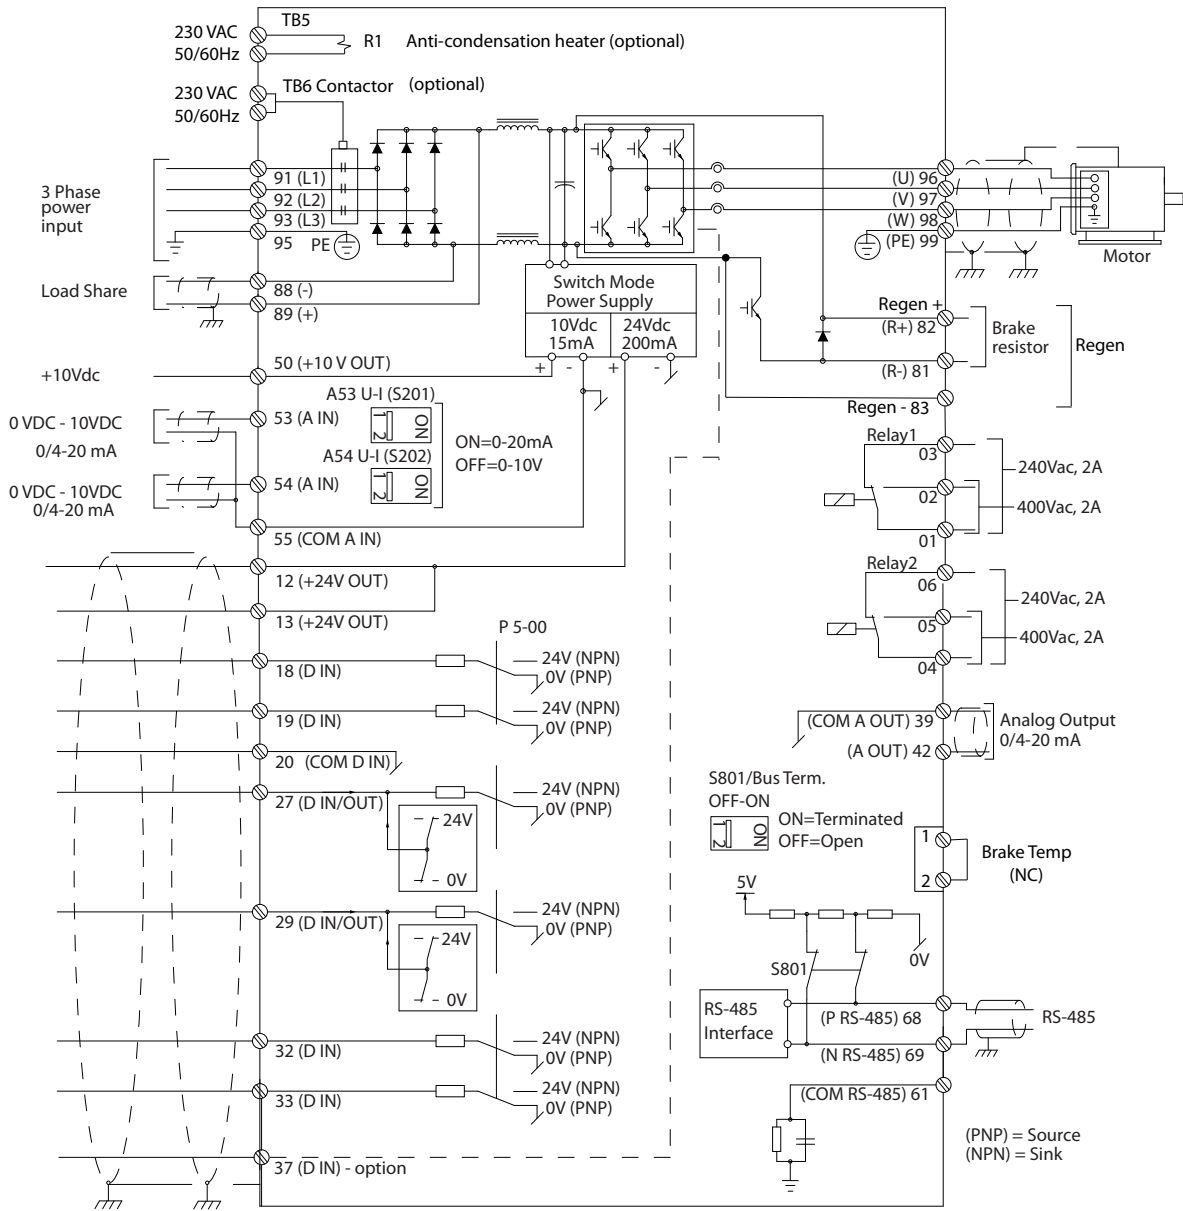 TB5
230 VAC
50/60Hz
R1 Anti-condensation heater (optional)
TB6 Contactor (optional)
230 VAC
50/60Hz
3 Phase
power
input
91 (L1)
92 (L2)
93 (L3)
95 PE
(U) 96
(V) 97
(W) 98
(PE) 99
Motor
Load Share
88 (-)
89 (+)
Switch Mode
Power Supply
10Vdc
15mA
24Vdc
200mA
+ - + -
Regen +
(R+) 82
Brake
resistor
Regen
(R-) 81
Regen - 83
+10Vdc
50 (+10 V OUT)
A53 U-I (S201)
1 2
ON
0 VDC - 10VDC
0/4-20 mA
53 (A IN)
A54 U-I (S202)
1 2
ON
ON=0-20mA
OFF=0-10V
0 VDC - 10VDC
0/4-20 mA
54 (A IN)
55 (COM A IN)
Relay1
03
02
01
240Vac, 2A
400Vac, 2A
Relay2
06
05
04
240Vac, 2A
400Vac, 2A
12 (+24V OUT)
13 (+24V OUT)
P 5-00
18 (D IN)
24V (NPN)
0V (PNP)
19 (D IN)
24V (NPN)
0V (PNP)
20 (COM D IN)
27 (D IN/OUT)
24V (NPN)
0V (PNP)
24V
0V
29 (D IN/OUT)
24V (NPN)
0V (PNP)
24V
0V
32 (D IN)
24V (NPN)
0V (PNP)
33 (D IN)
24V (NPN)
0V (PNP)
37 (D IN) - option
(COM A OUT) 39
(A OUT) 42
Analog Output
0/4-20 mA
S801/Bus Term.
OFF-ON
1 2
ON
ON=Terminated
OFF=Open
1
2
Brake Temp
(NC)
5V
S801
0V
RS-485
Interface
(P RS-485) 68
(N RS-485) 69
RS-485
(COM RS-485) 61
(PNP) = Source
(NPN) = Sink